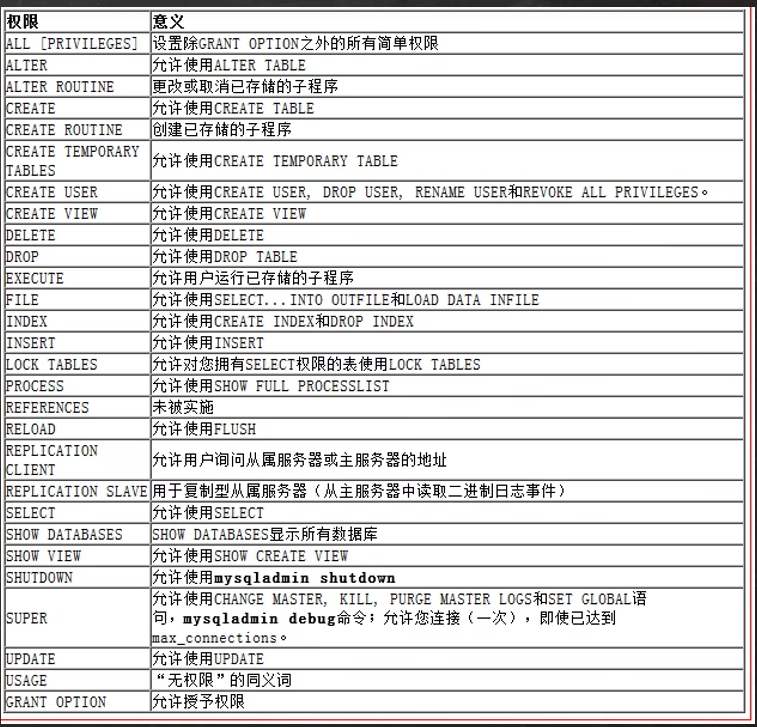 权限 意义
ALL [PRIVILEGES] 设置除GRANT OPTION之外的所有简单权限
ALTER 允许使用ALTER TABLE
ALTER ROUTINE 更改或取消已存储的子程序
CREATE 允许使用CREATE TABLE
CREATE ROUTINE 创建已存储的子程序
CREATE TEMPORARY
TABLES 允许使用CREATE TEMPORARY TABLE
CREATE USER 允许使用CREATE USER, DROP USER, RENAME USER和REVOKE ALL PRIVILEGES。
CREATE VIEW 允许使用CREATE VIEW
DELETE 允许使用DELETE
DROP 允许使用DROP TABLE
EXECUTE 允许用户运行已存储的子程序
FILE 允许使用SELECT...INTO OUTFILE和LOAD DATA INFILE
INDEX 允许使用CREATE INDEX和DROP INDEX
INSERT 允许使用INSERT
LOCK TABLES 允许对您拥有SELECT权限的表使用LOCK TABLES
PROCESS 允许使用SHOW FULL PROCESSLIST
REFERENCES 未被实施
RELOAD 允许使用FLUSH
REPLICATION
CLIENT 允许用户询问从属服务器或主服务器的地址
REPLICATION SLAVE 用于复制型从属服务器（从主服务器中读取二进制日志事件）
SELECT 允许使用SELECT
SHOW DATABASES SHOW DATABASES显示所有数据库
SHOW VIEW 允许使用SHOW CREATE VIEW
SHUTDOWN 允许使用mysqladmin shutdown
SUPER 允许使用CHANGE MASTER, KILL, PURGE MASTER LOGS和SET GLOBAL语
句，mysqladmin debug命令；允许您连接（一次），即使已达到
max_connections。
UPDATE 允许使用UPDATE
USAGE “无权限”的同义词
GRANT OPTION 允许授予权限